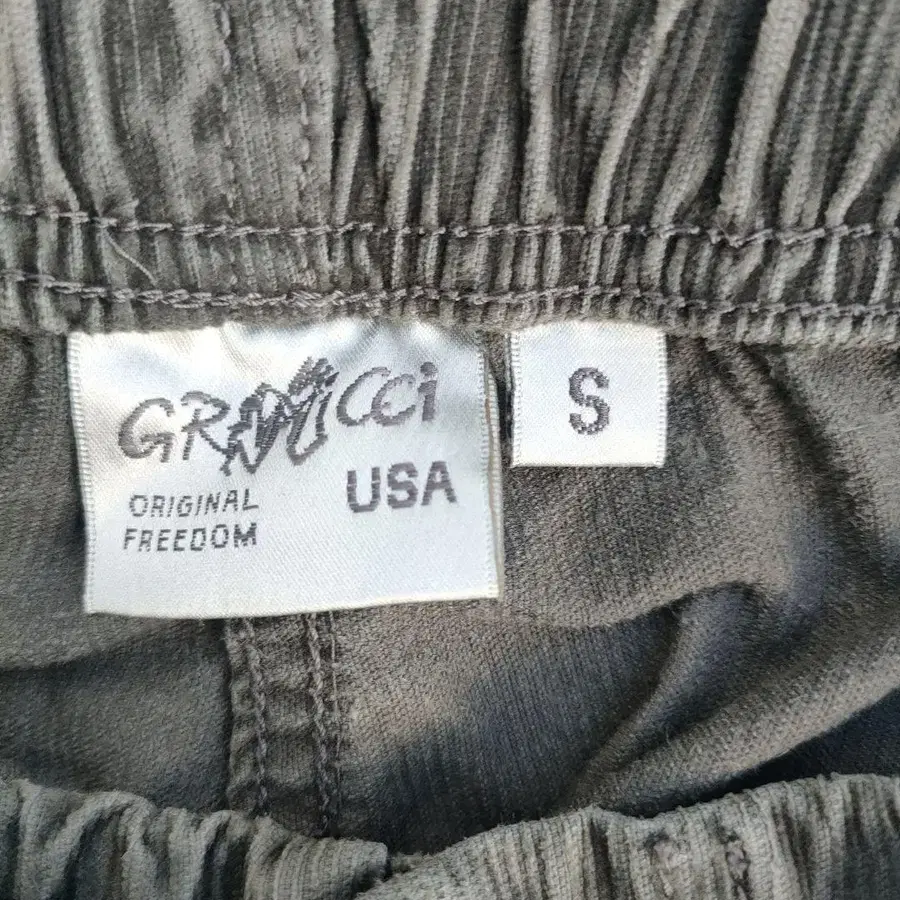 GRAMiCCi
USA
ORIGINAL
FREEDOM
S